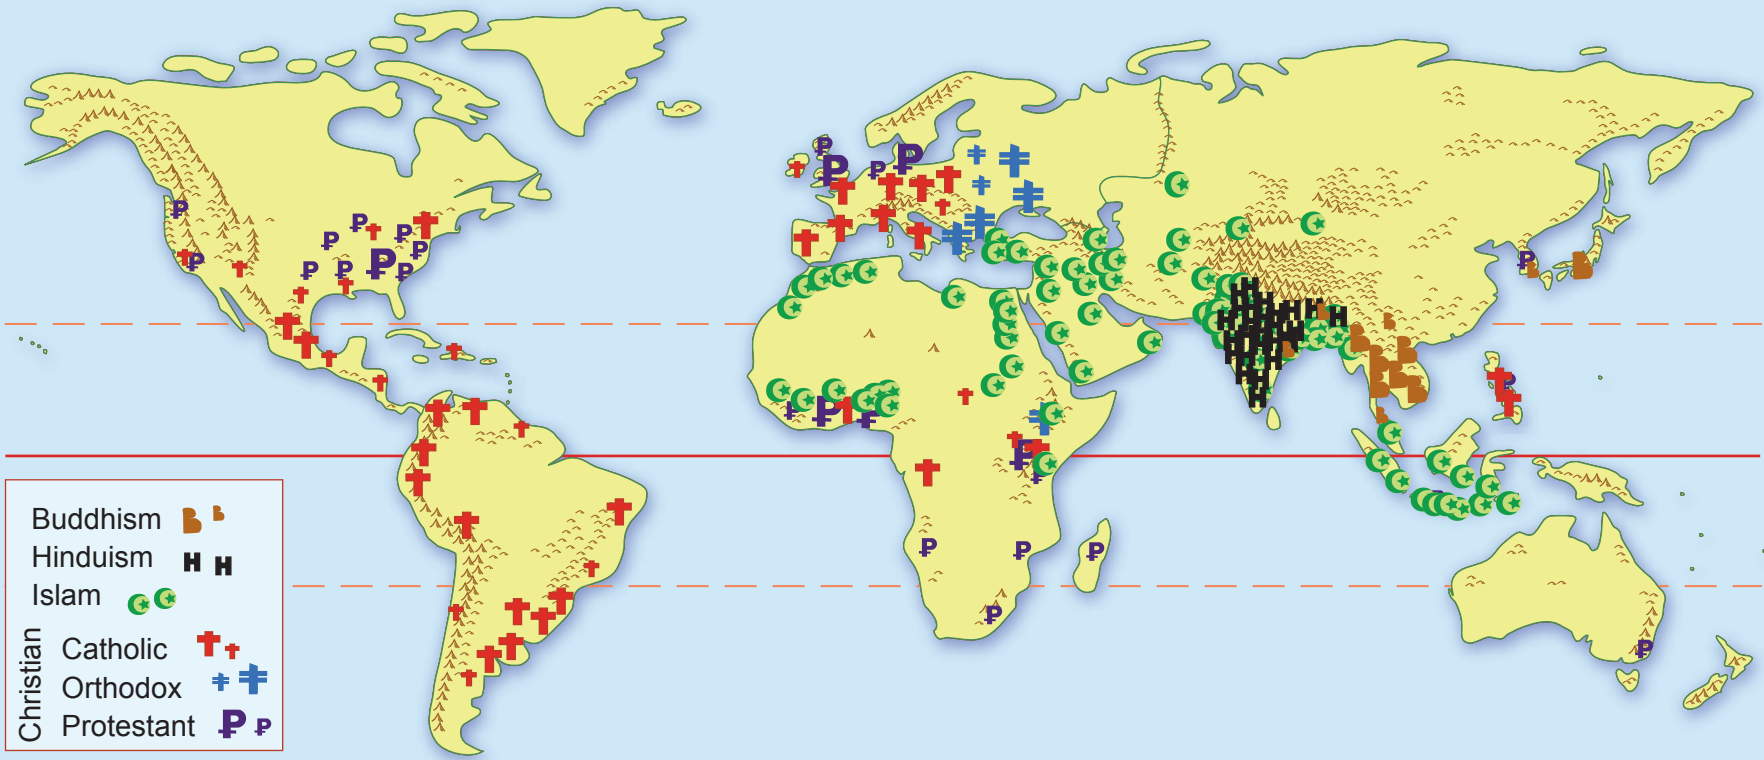 Buddhism
Hinduism
Islam
Christian
Catholic
Orthodox
Protestant